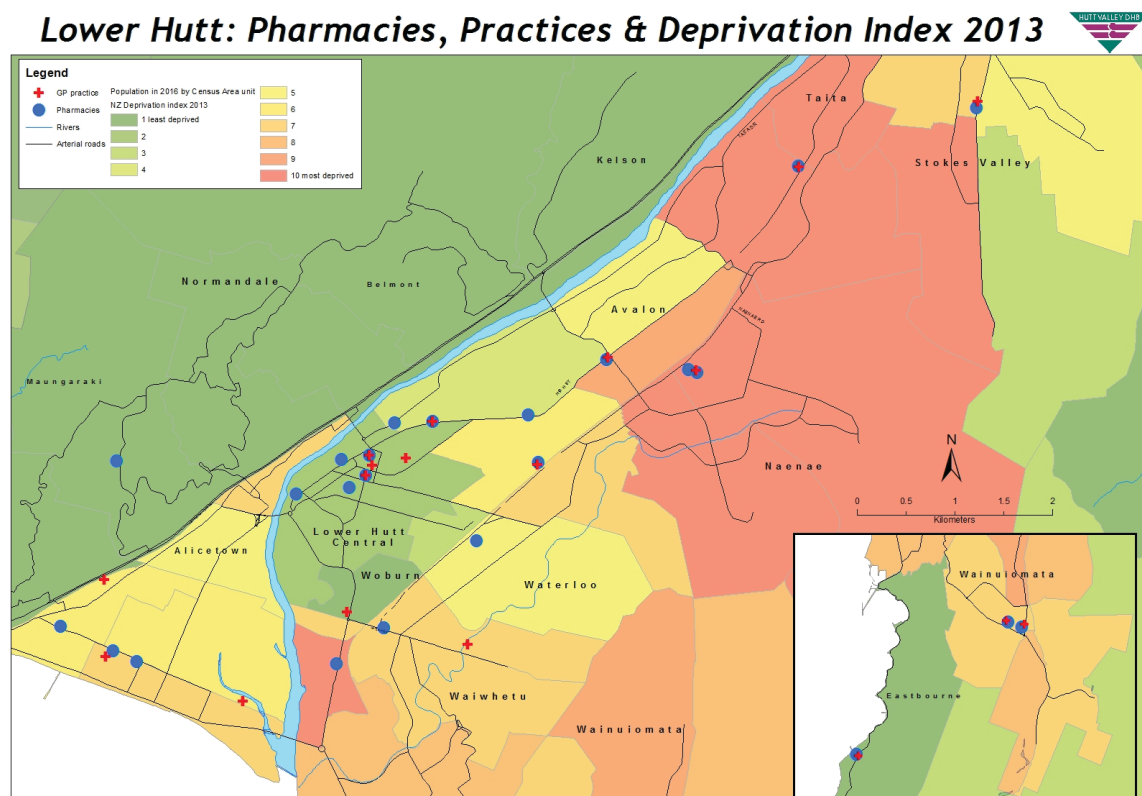 Lower Hutt: Pharmacies, Practices & Deprivation Index 2013
HUTT VALLEY DHB
Legend
GP practice
Pharmacies
Rivers
Arterial roads
Population in 2016 by Census Area unit
NZ Deprivation index 2013
1 least deprived
2
3
4
5
6
7
8
9
10 most deprived
Taita
Kelson
Stokes Valley
Normandale
Belmont
Avalon
Maungaraki
Naenae
N
0 0.5 1 2
Kilometers
Lower Hutt
Central
Alicetown
Woburn
Waterloo
Waiwhetu
Wainuiomata
Wainuiomata
Eastbourne